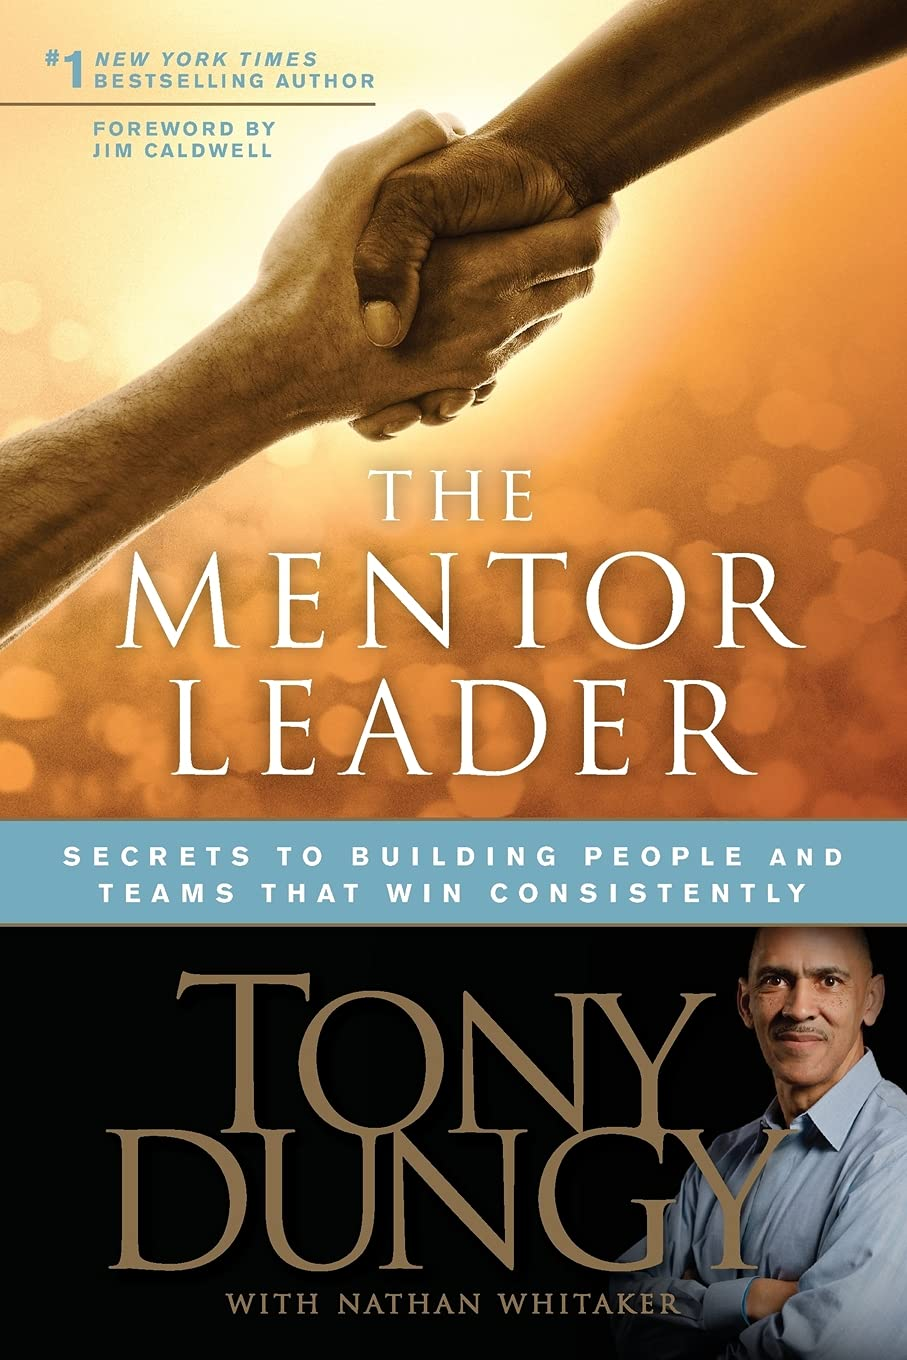 #1 NEW YORK TIMES
BESTSELLING AUTHOR
FOREWORD BY
JIM CALDWELL
THE
MENTOR
LEADER
SECRETS TO BUILDING PEOPLE AND
TEAMS THAT WIN CONSISTENTLY
TONY
DUNGY
WITH NATHAN WHITAKER